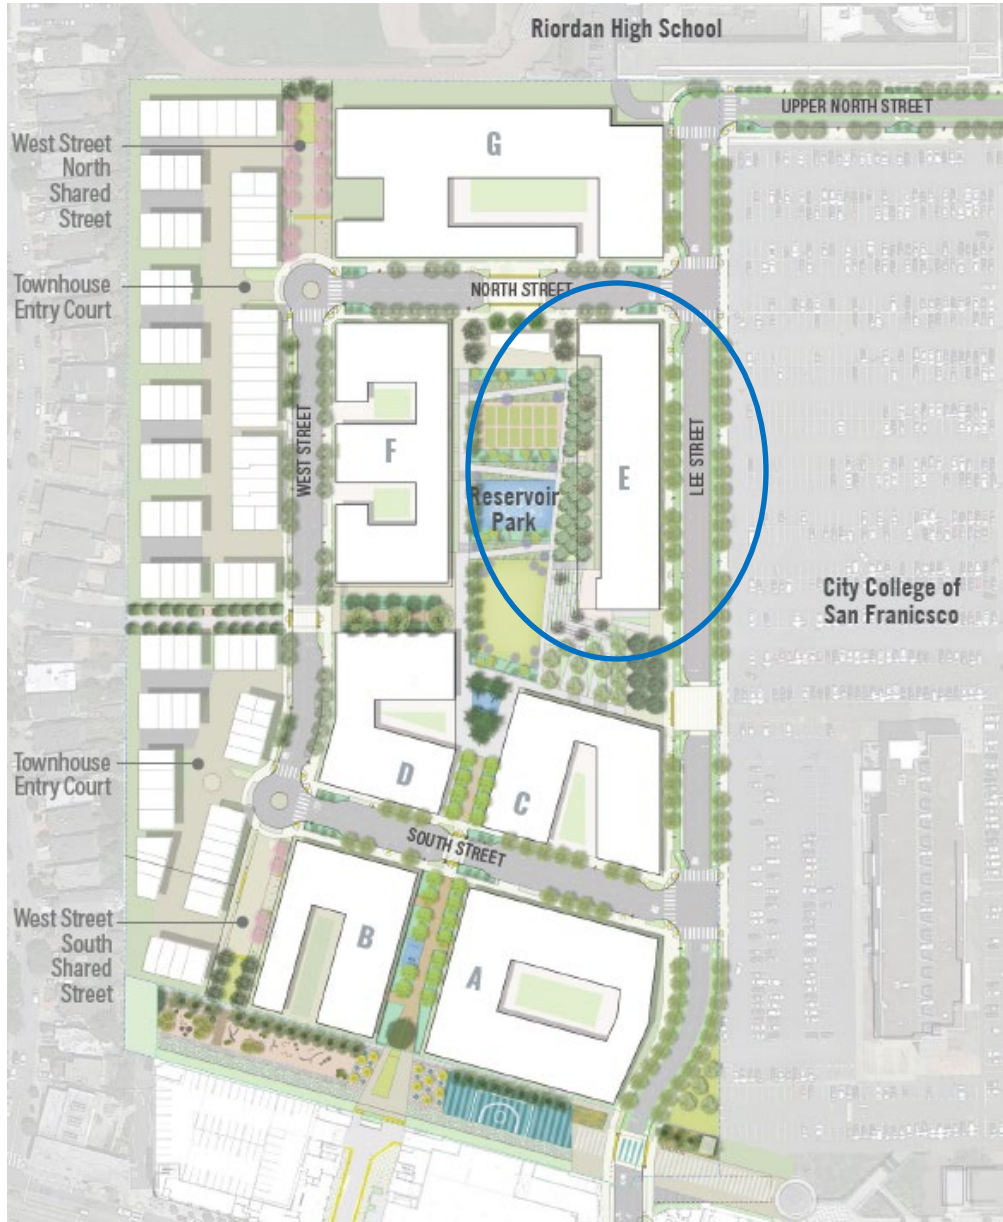 Riordan High School
UPPER NORTH STREET
West Street
North
Shared
Street
G
Townhouse
Entry Court
NORTH STREET
WEST STREET
F
Reservoir
Park
E
LEE STREET
City College of
San Franicsco
Townhouse
Entry Court
D
C
SOUTH STREET
West Street
South
Shared
Street
B
A